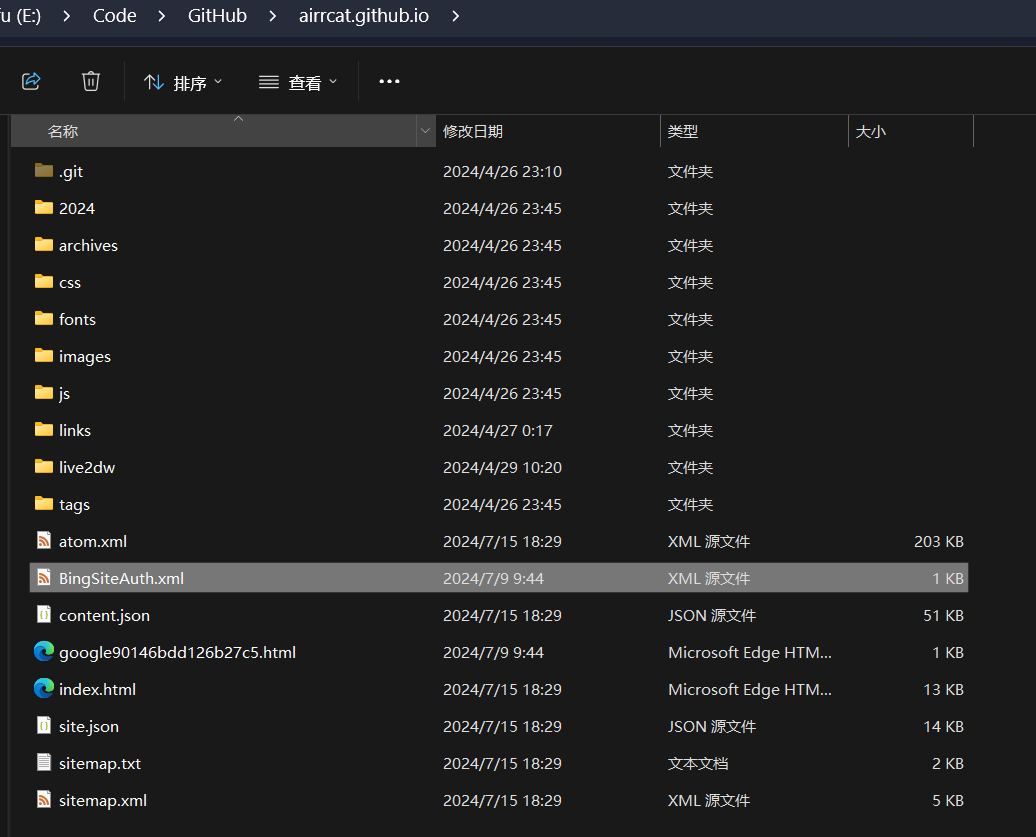 fu (E:) > Code > GitHub > airrcat.github.io >
排序 查看 •••
名称 修改日期 类型 大小
.git 2024/4/26 23:10 文件夹
2024 2024/4/26 23:45 文件夹
archives 2024/4/26 23:45 文件夹
css 2024/4/26 23:45 文件夹
fonts 2024/4/26 23:45 文件夹
images 2024/4/26 23:45 文件夹
js 2024/4/26 23:45 文件夹
links 2024/4/27 0:17 文件夹
live2dw 2024/4/29 10:20 文件夹
tags 2024/4/26 23:45 文件夹
atom.xml 2024/7/15 18:29 XML 源文件 203 KB
BingSiteAuth.xml 2024/7/9 9:44 XML 源文件 1 KB
content.json 2024/7/15 18:29 JSON 源文件 51 KB
google90146bdd126b27c5.html 2024/7/9 9:44 Microsoft Edge HTM... 1 KB
index.html 2024/7/15 18:29 Microsoft Edge HTM... 13 KB
site.json 2024/7/15 18:29 JSON 源文件 14 KB
sitemap.txt 2024/7/15 18:29 文本文档 2 KB
sitemap.xml 2024/7/15 18:29 XML 源文件 5 KB